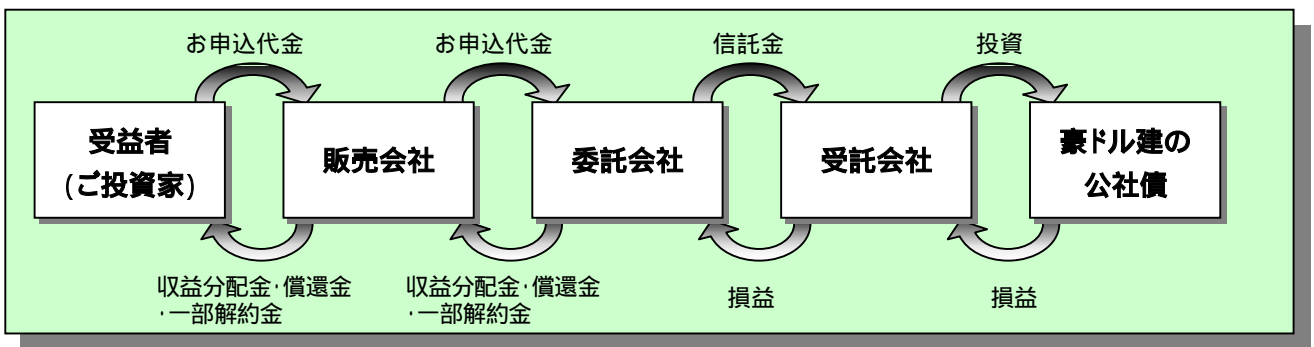 お申込代金
お申込代金
信託金
投資
受益者
(ご投資家)
販売会社
委託会社
受託会社
豪ドル建の
公社債
収益分配金･償還金
･一部解約金
収益分配金･償還金
･一部解約金
損益
損益